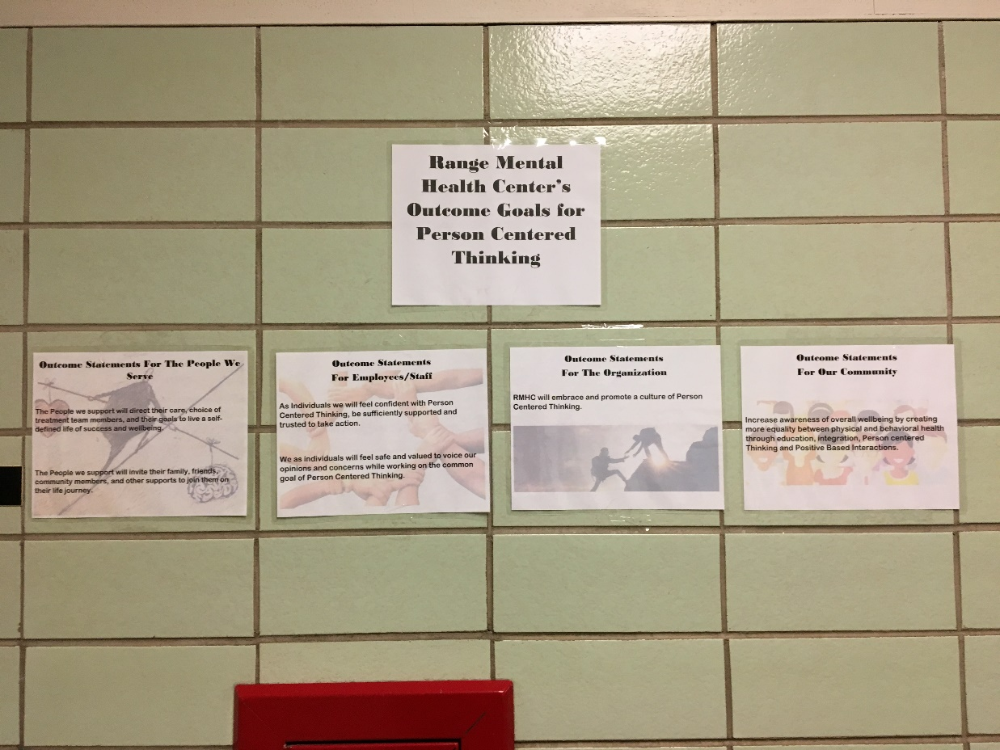 Range Mental
Health Center's
Outcome Goals for
Person Centered
Thinking
Outcome Statements For The People We
Serve
The People we support will direct their care, choice of
treatment team members, and their goals to live a self-
defined life of success and wellbeing.
The People we support will invite their family, friends,
community members, and other supports to join them on
their life journey.
Outcome Statements
For Employees/Staff
As Individuals we will feel confident with Person
Centered Thinking, be sufficiently supported and
trusted to take action.
We as individuals will feel safe and valued to voice our
opinions and concerns while working on the common
goal of Person Centered Thinking.
Outcome Statements
For The Organization
RMHC will embrace and promote a culture of Person
Centered Thinking.
Outcome Statements
For Our Community
Increase awareness of overall wellbeing by creating
more equality between physical and behavioral health
through education, integration, Person centered
Thinking and Positive Based Interactions.